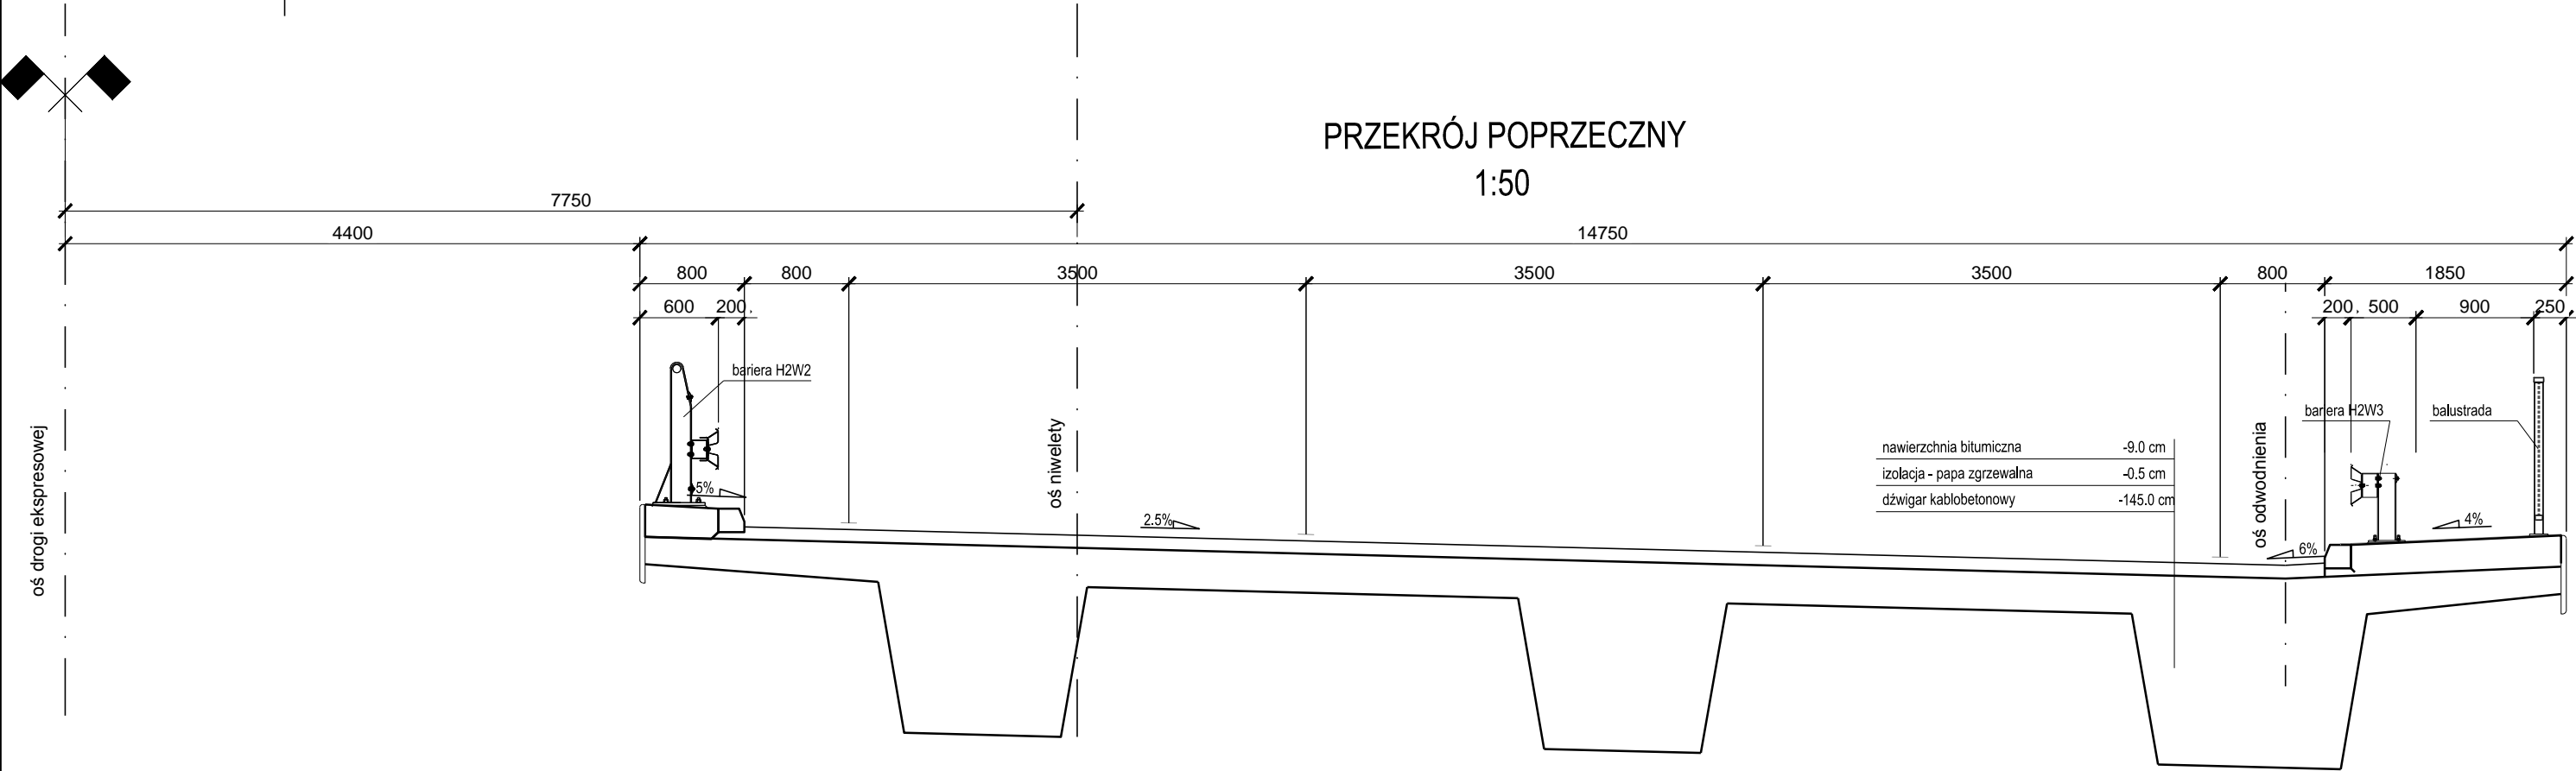 PRZEKRÓJ POPRZECZNY
1:50
7750
4400
14750
800
800
3500
3500
3500
800
1850
600
200
200
500
900
250
bariera H2W2
bariera H2W3
balustrada
oś drogi ekspresowej
oś niwelety
oś odwodnienia
nawierzchnia bitumiczna -9.0 cm
izolacja - papa zgrzewalna -0.5 cm
dźwigar kablobetonowy -145.0 cm
5%
2.5%
6%
4%